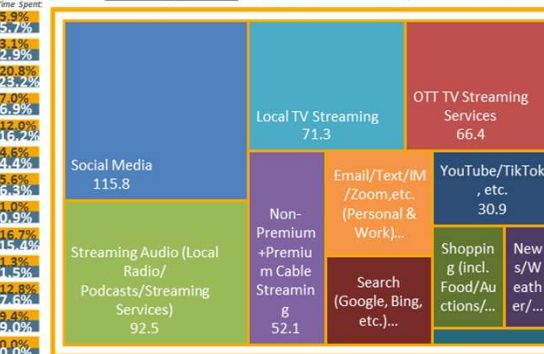 Time Spent:
5.9%
5.7%
3.1%
2.9%
20.8%
23.2%
7.0%
6.9%
12.0%
16.2%
4.6%
4.4%
5.6%
6.3%
1.0%
0.9%
16.7%
15.4%
1.3%
1.5%
12.8%
7.6%
9.4%
9.0%
0.0%
0.0%
Social Media
115.8
Local TV Streaming
71.3
OTT TV Streaming
Services
66.4
Streaming Audio (Local
Radio/
Podcasts/Streaming
Services)
92.5
Non-
Premium
+Premiu
m Cable
Streamin
g
52.1
Email/Text/IM
/Zoom,etc.
(Personal &
Work)...
Search
(Google, Bing,
etc.)...
YouTube/TikTok
, etc.
30.9
Shoppin
g (incl.
Food/Au
ctions/...
New
s/W
eath
er/...